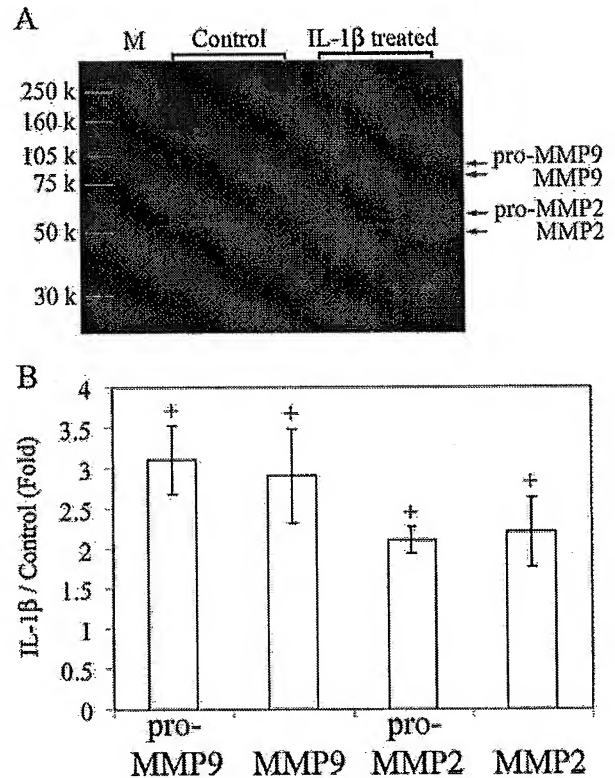 A
M Control IL-1β treated
250 k
160 k
105 k
75 k
50 k
30 k
pro-MMP9
MMP9
pro-MMP2
MMP2
B
IL-1β / Control (Fold)
4
3.5
3
2.5
2
1.5
1
0.5
0
+ + + +
pro-MMP9 MMP9 pro-MMP2 MMP2